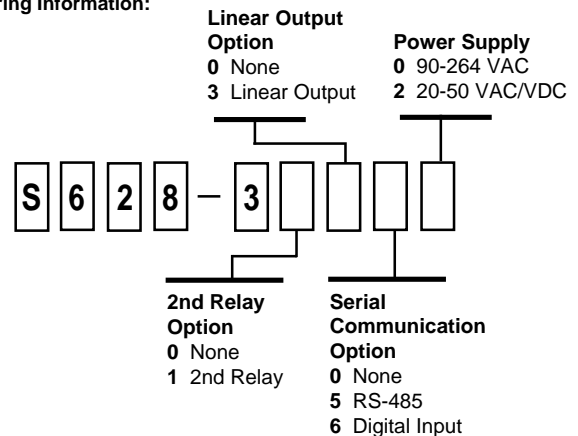 ring Information:
Linear Output
Option
0 None
3 Linear Output
Power Supply
0 90-264 VAC
2 20-50 VAC/VDC
S 6 2 8 – 3
2nd Relay
Option
0 None
1 2nd Relay
Serial
Communication
Option
0 None
5 RS-485
6 Digital Input